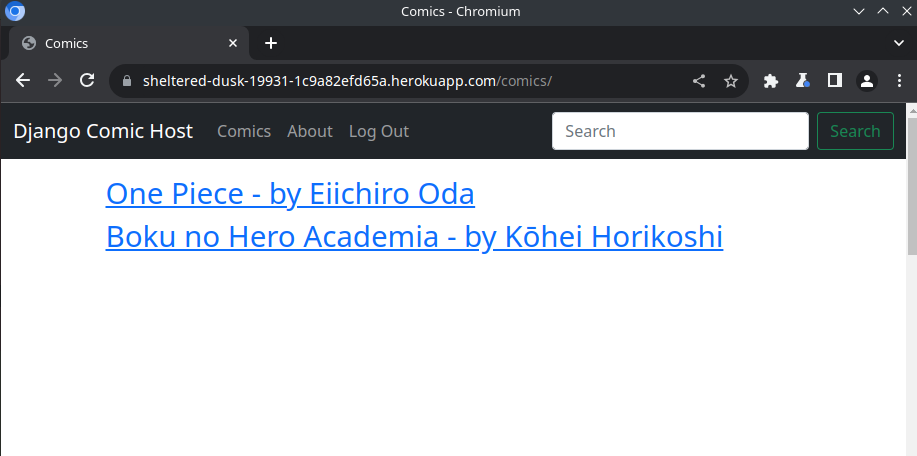 Comics - Chromium
Comics
sheltered-dusk-19931-1c9a82efd65a.herokuapp.com/comics/
Django Comic Host Comics About Log Out Search Search
One Piece - by Eiichiro Oda
Boku no Hero Academia - by Kōhei Horikoshi